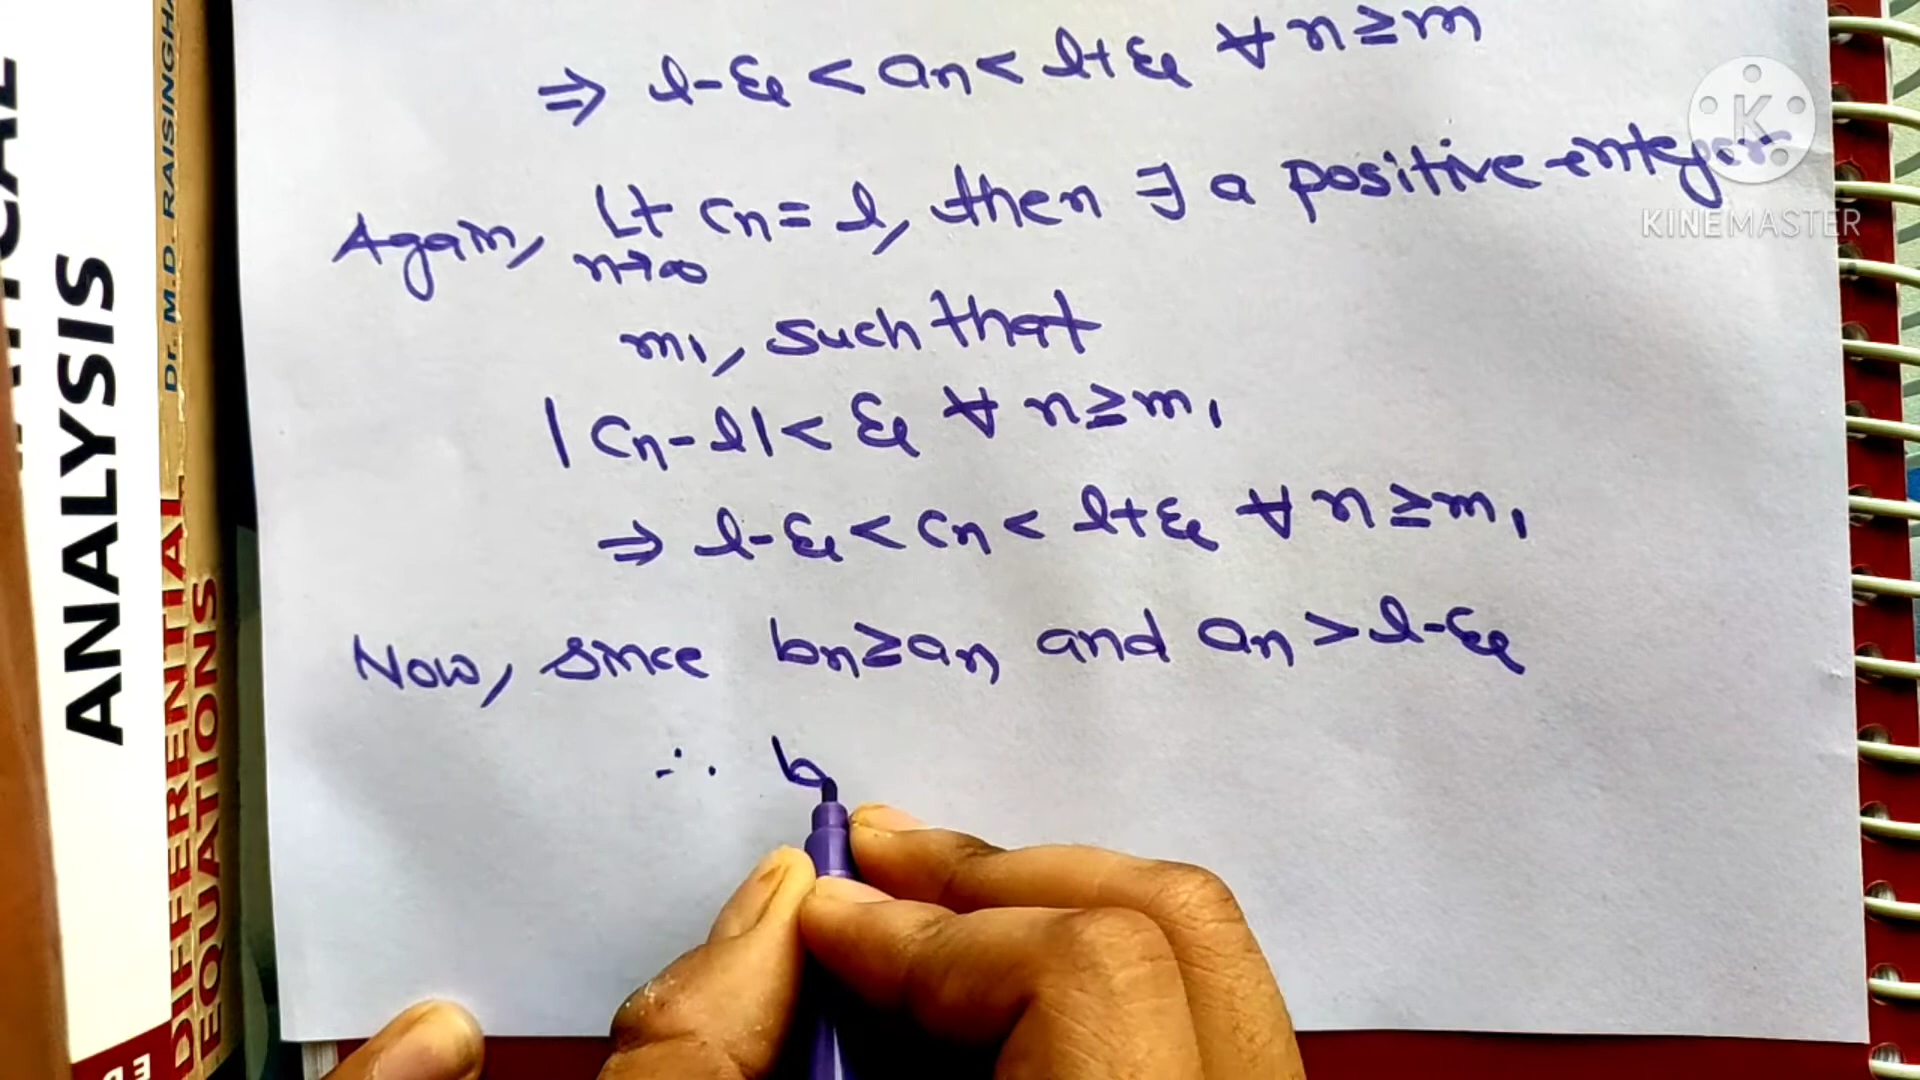 ⇒ l-ε < an < l+ε ∀ n ≥ m
Again, Lt n→∞ cn = l, then ∃ a positive integer
m1, such that
|cn - l| < ε ∀ n ≥ m1
⇒ l-ε < cn < l+ε ∀ n ≥ m1
Now, since bn ≥ an and an > l-ε
∴ b
K
KINEMASTER
ANALYSIS
Dr. M.D. RAISINGHA
DIFFERENTIAL
EQUATIONS